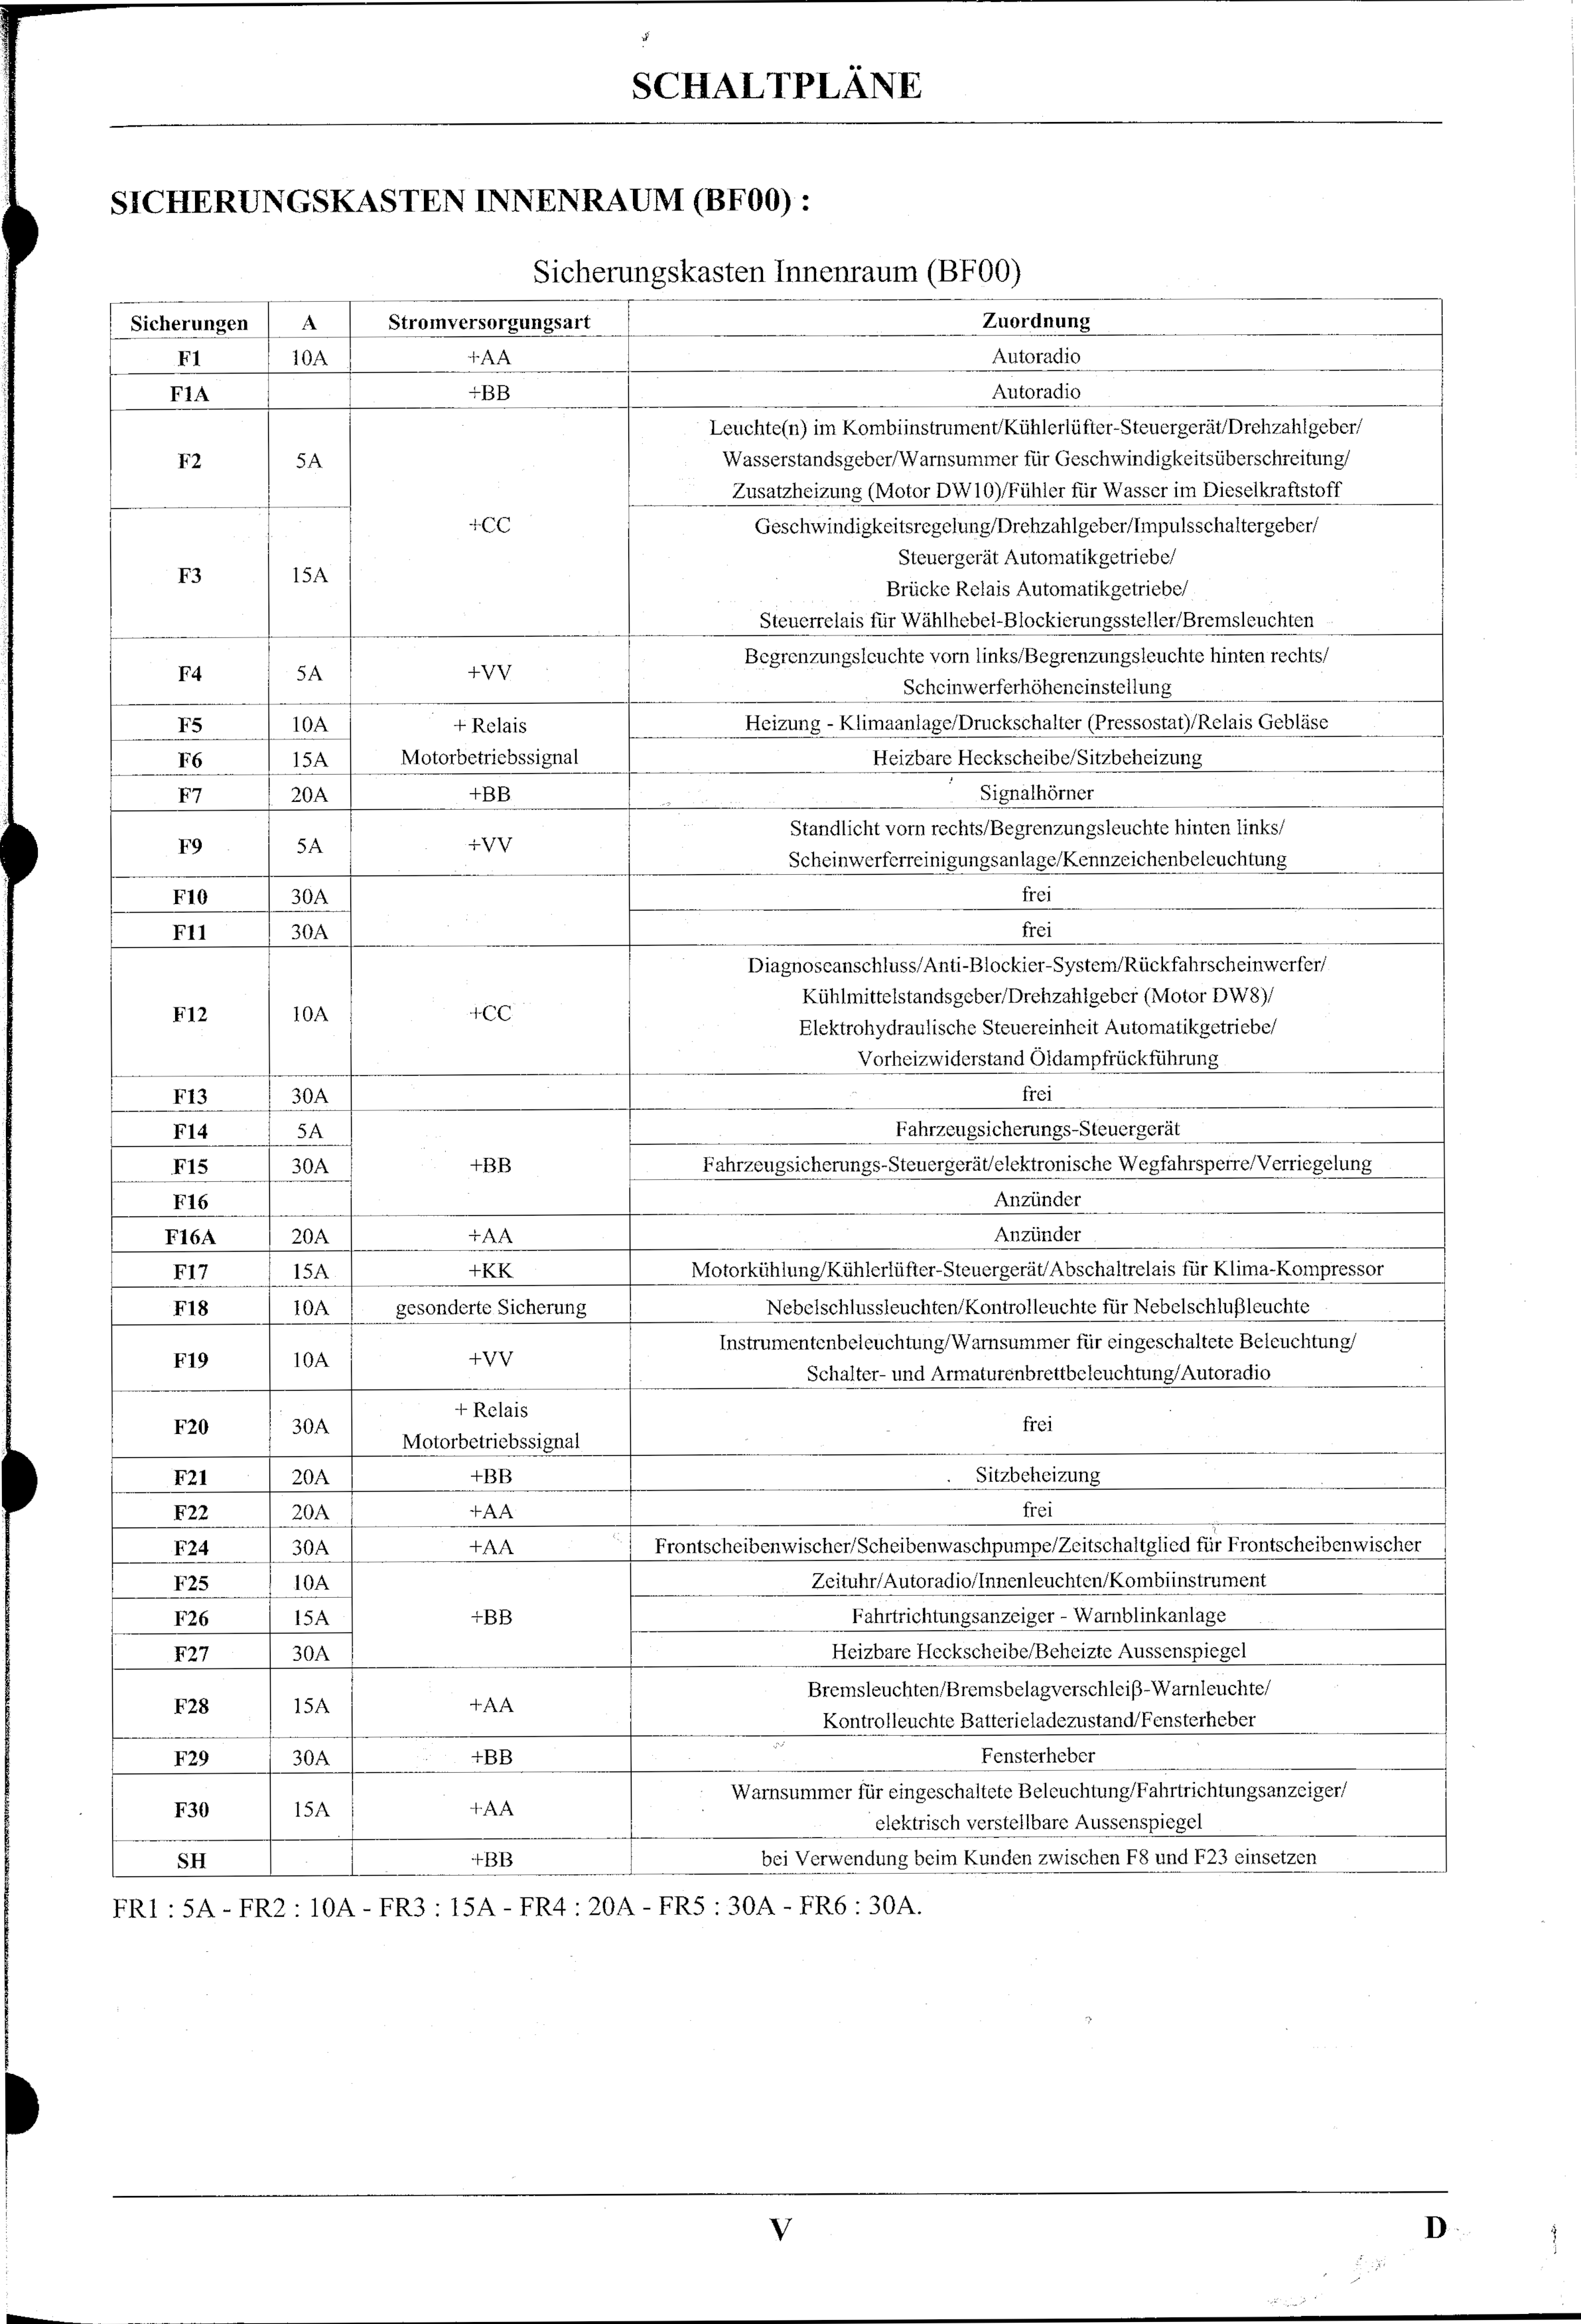 SCHALTPLÄNE
SICHERUNGSKASTEN INNENRAUM (BF00) :
Sicherungskasten Innenraum (BF00)
Sicherungen A Stromversorgungsart Zuordnung
F1 10A +AA Autoradio
F1A +BB Autoradio
Leuchte(n) im Kombiinstrument/Kühlerlüfter-Steuergerät/Drehzahlgeber/
F2 5A Wasserstandsgeber/Warnsummer für Geschwindigkeitsüberschreitung/
Zusatzheizung (Motor DW10)/Fühler für Wasser im Dieselkraftstoff
+CC Geschwindigkeitsregelung/Drehzahlgeber/Impulsschaltergeber/
Steuergerät Automatikgetriebe/
F3 15A
Brücke Relais Automatikgetriebe/
Steuerrelais für Wählhebel-Blockierungssteller/Bremsleuchten
Begrenzungsleuchte vorn links/Begrenzungsleuchte hinten rechts/
F4 5A +VV
Scheinwerferhöheneinstellung
F5 10A + Relais Heizung - Klimaanlage/Druckschalter (Pressostat)/Relais Gebläse
F6 15A Motorbetriebssignal Heizbare Heckscheibe/Sitzbeheizung
F7 20A +BB Signalhörner
Standlicht vorn rechts/Begrenzungsleuchte hinten links/
F9 5A +VV
Scheinwerferreinigungsanlage/Kennzeichenbeleuchtung
F10 30A frei
F11 30A frei
Diagnoseanschluss/Anti-Blockier-System/Rückfahrscheinwerfer/
Kühlmittelstandsgeber/Drehzahlgeber (Motor DW8)/
F12 10A +CC
Elektrohydraulische Steuereinheit Automatikgetriebe/
Vorheizwiderstand Öldampfrückführung
F13 30A frei
F14 5A Fahrzeugsicherungs-Steuergerät
F15 30A +BB Fahrzeugsicherungs-Steuergerät/elektronische Wegfahrsperre/Verriegelung
F16 Anzünder
F16A 20A +AA Anzünder
F17 15A +KK Motorkühlung/Kühlerlüfter-Steuergerät/Abschaltrelais für Klima-Kompressor
F18 10A gesonderte Sicherung Nebelschlussleuchten/Kontrolleuchte für Nebelschlußleuchte
Instrumentenbeleuchtung/Warnsummer für eingeschaltete Beleuchtung/
F19 10A +VV
Schalter- und Armaturenbrettbeleuchtung/Autoradio
+ Relais
F20 30A frei
Motorbetriebssignal
F21 20A +BB Sitzbeheizung
F22 20A +AA frei
F24 30A +AA Frontscheibenwischer/Scheibenwaschpumpe/Zeitschaltglied für Frontscheibenwischer
F25 10A Zeituhr/Autoradio/Innenleuchten/Kombiinstrument
F26 15A +BB Fahrtrichtungsanzeiger - Warnblinkanlage
F27 30A Heizbare Heckscheibe/Beheizte Aussenspiegel
Bremsleuchten/Bremsbelagverschleiß-Warnleuchte/
F28 15A +AA
Kontrolleuchte Batterieladezustand/Fensterheber
F29 30A +BB Fensterheber
Warnsummer für eingeschaltete Beleuchtung/Fahrtrichtungsanzeiger/
F30 15A +AA
elektrisch verstellbare Aussenspiegel
SH +BB bei Verwendung beim Kunden zwischen F8 und F23 einsetzen
FR1 : 5A - FR2 : 10A - FR3 : 15A - FR4 : 20A - FR5 : 30A - FR6 : 30A.
V D